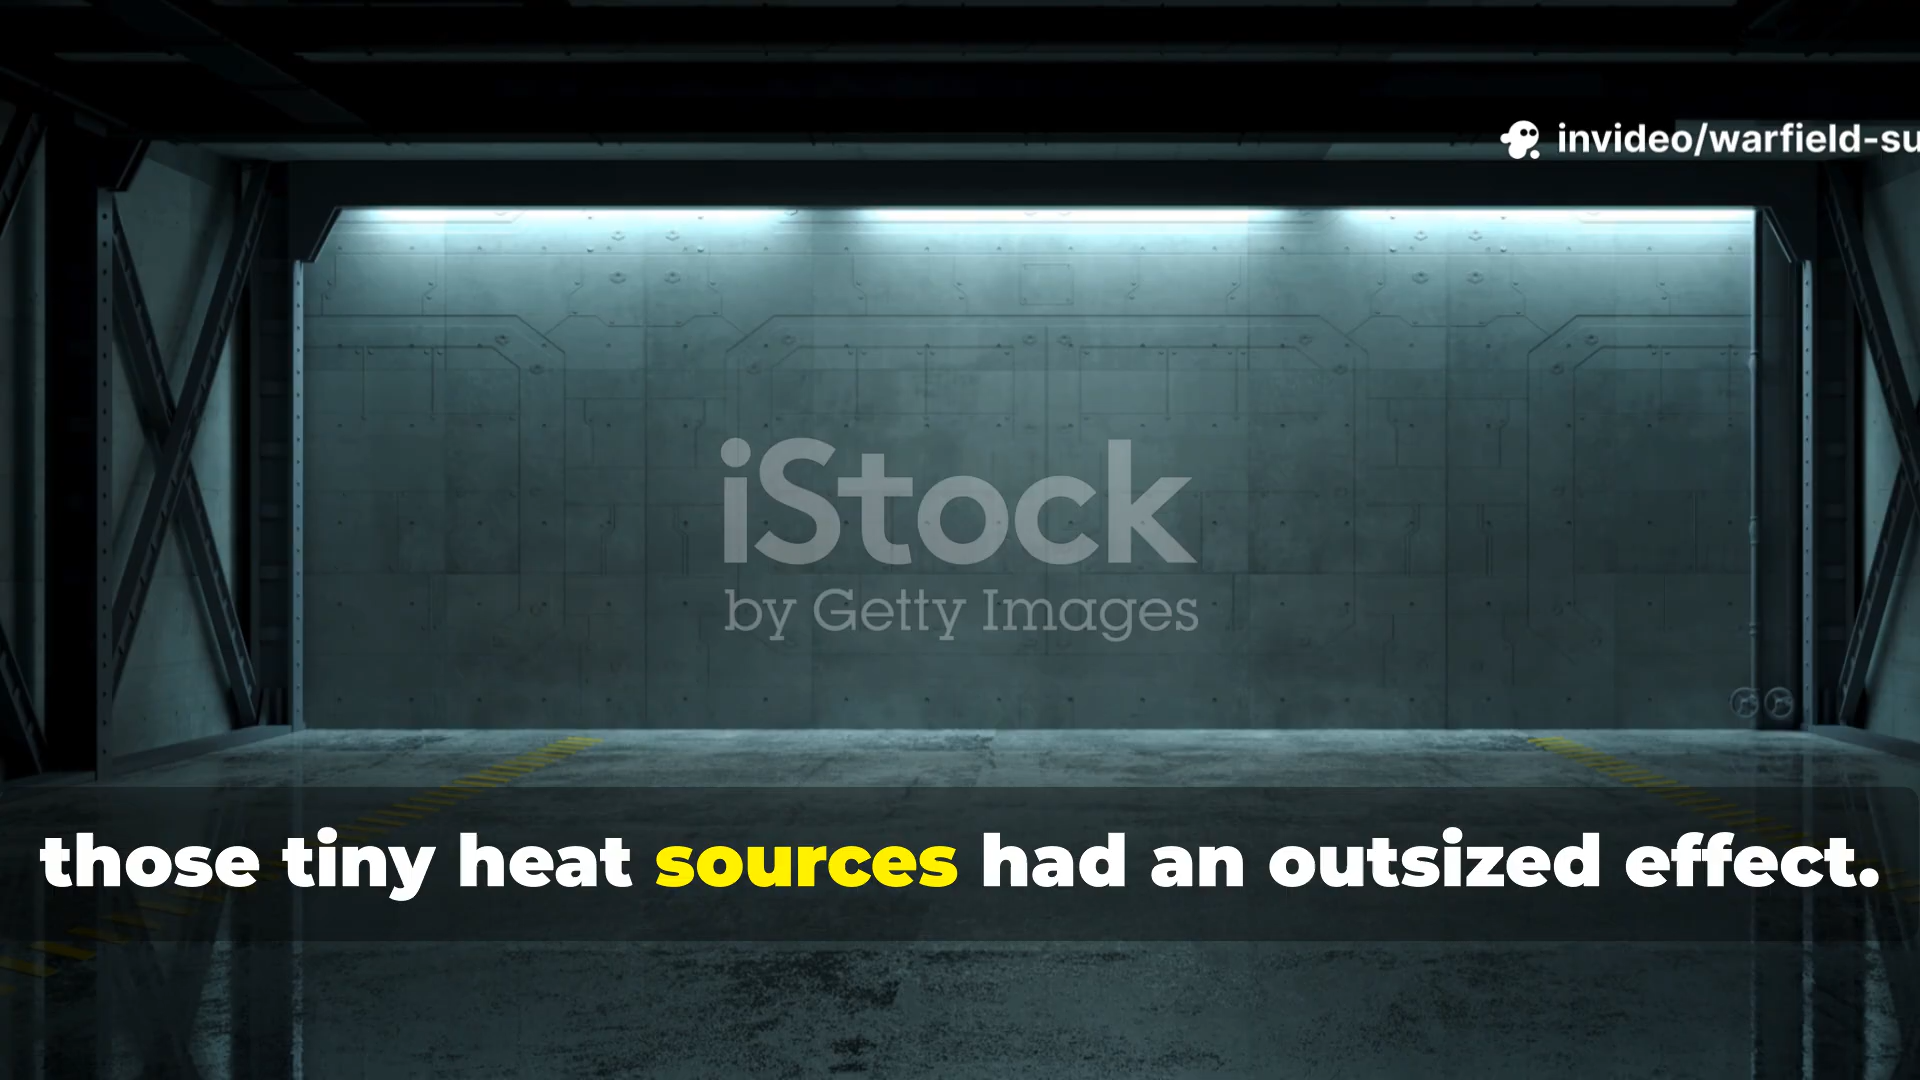 invideo/warfield-su
iStock
by Getty Images
those tiny heat sources had an outsized effect.